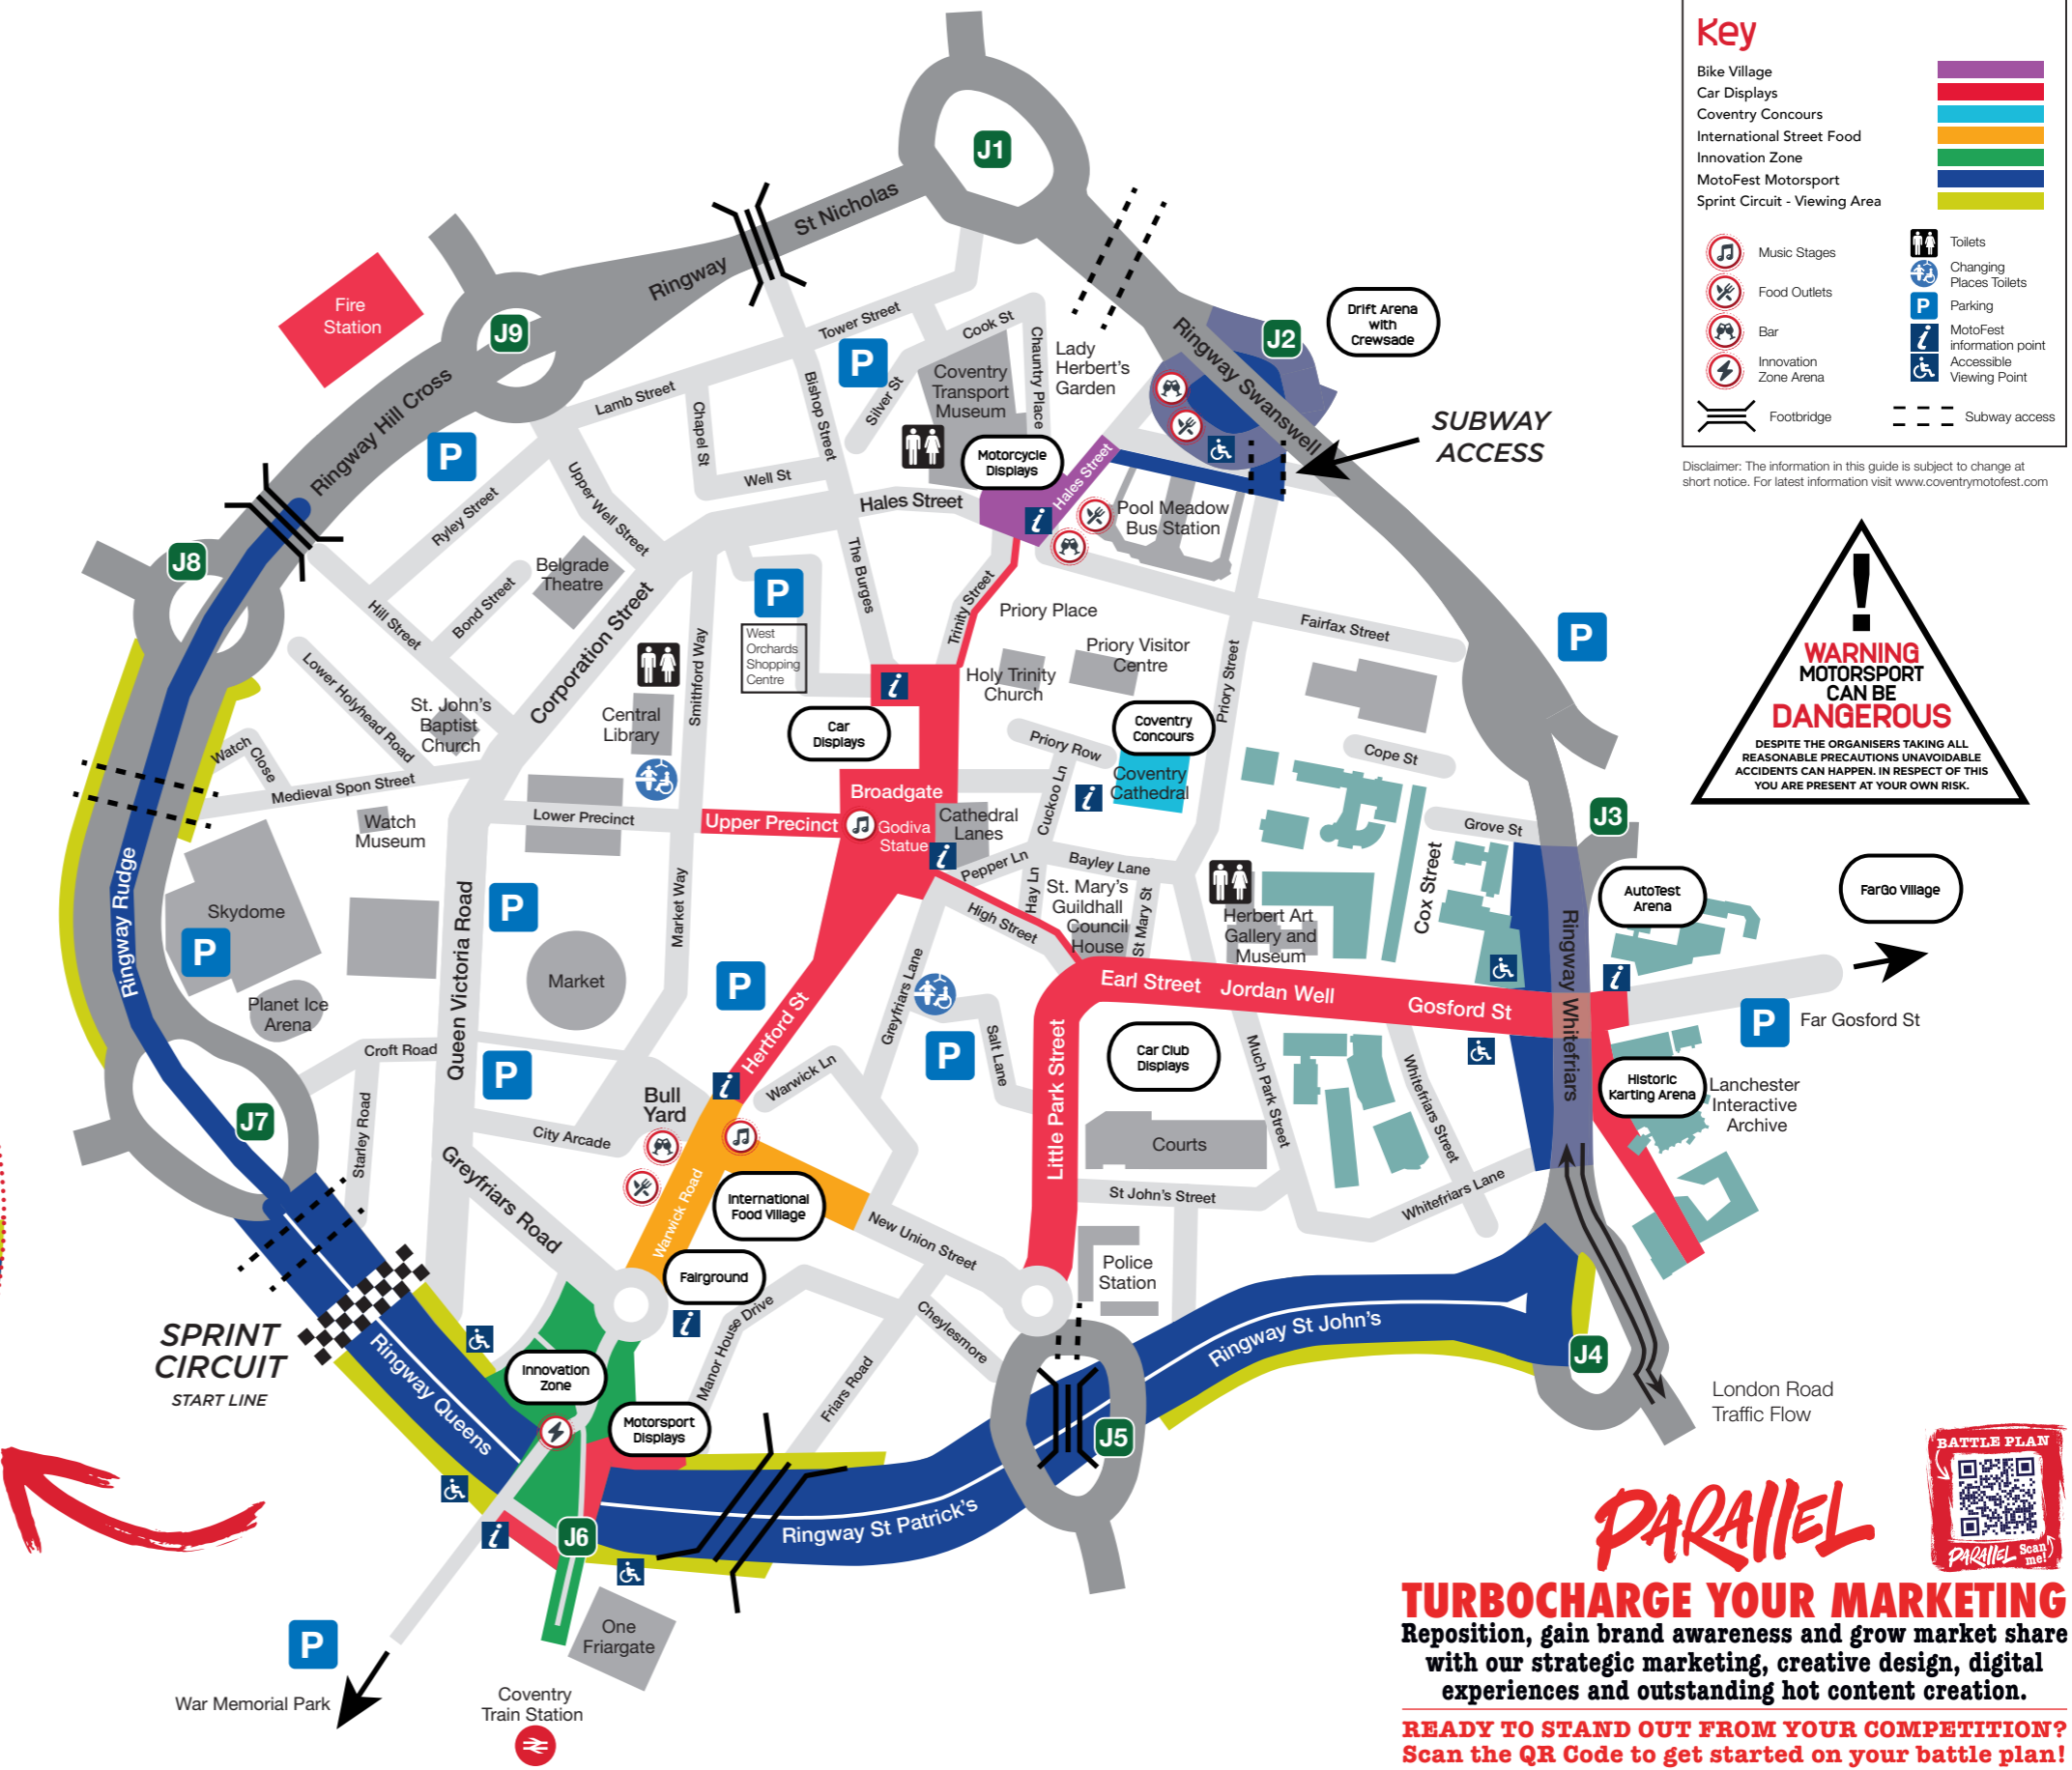 Key
Bike Village
Car Displays
Coventry Concours
International Street Food
Innovation Zone
MotoFest Motorsport
Sprint Circuit - Viewing Area
Music Stages
Food Outlets
Bar
Innovation
Zone Arena
Footbridge
Toilets
Changing
Places Toilets
P
Parking
i
MotoFest
information point
Accessible
Viewing Point
Subway access
Disclaimer: The information in this guide is subject to change at
short notice. For latest information visit www.coventrymotofest.com
!
WARNING
MOTORSPORT
CAN BE
DANGEROUS
DESPITE THE ORGANISERS TAKING ALL
REASONABLE PRECAUTIONS UNAVOIDABLE
ACCIDENTS CAN HAPPEN. IN RESPECT OF THIS
YOU ARE PRESENT AT YOUR OWN RISK.
J1
St Nicholas
Ringway
Fire
Station
J9
Ringway Hill Cross
Tower Street
Cook St
Chauntry Place
Lady
Herbert's
Garden
J2
Drift Arena
with
Crewsade
Ringway Swanswell
SUBWAY
ACCESS
P
Silver St
Coventry
Transport
Museum
Lamb Street
Chapel St
Bishop Street
Well St
P
Motorcycle
Displays
Hales Street
Hales Street
i
Pool Meadow
Bus Station
Ryley Street
Upper Well Street
J8
Belgrade
Theatre
Bond Street
Hill Street
Corporation Street
The Burges
P
West
Orchards
Shopping
Centre
Trinity Street
Priory Place
Fairfax Street
P
Priory Visitor
Centre
Priory Street
Holy Trinity
Church
i
Smithford Way
Lower Holyhead Road
St. John's
Baptist
Church
Central
Library
Car
Displays
Coventry
Concours
Priory Row
Coventry
Cathedral
i
Cuckoo Ln
Cope St
Watch
Close
Medieval Spon Street
Watch
Museum
Lower Precinct
Upper Precinct
Broadgate
Godiva
Statue
Cathedral
Lanes
i
Pepper Ln
Bayley Lane
Grove St
J3
Cox Street
AutoTest
Arena
FarGo Village
Ringway Rudge
Skydome
P
Planet Ice
Arena
Queen Victoria Road
P
Market
Market Way
P
High Street
Hay Ln
St. Mary's
Guildhall
Council
House
St Mary St
Herbert Art
Gallery and
Museum
Earl Street
Jordan Well
Gosford St
i
Ringway Whitefriars
P
Far Gosford St
Greyfriars Lane
Hertford St
P
Salt Lane
Little Park Street
Car Club
Displays
Much Park Street
Whitefriars Street
Historic
Karting Arena
Lanchester
Interactive
Archive
Croft Road
P
Bull
Yard
i
Warwick Ln
City Arcade
J7
Starley Road
Greyfriars Road
Warwick Road
International
Food Village
New Union Street
Courts
St John's Street
Whitefriars Lane
Police
Station
Fairground
i
Manor House Drive
Cheylesmore
Friars Road
Ringway St John's
J4
London Road
Traffic Flow
SPRINT
CIRCUIT
START LINE
Ringway Queens
Innovation
Zone
Motorsport
Displays
J5
Ringway St Patrick's
i
J6
One
Friargate
P
War Memorial Park
Coventry
Train Station
BATTLE PLAN
PARALLEL
Scan
me!
PARALLEL
TURBOCHARGE YOUR MARKETING
Reposition, gain brand awareness and grow market share
with our strategic marketing, creative design, digital
experiences and outstanding hot content creation.
READY TO STAND OUT FROM YOUR COMPETITION?
Scan the QR Code to get started on your battle plan!